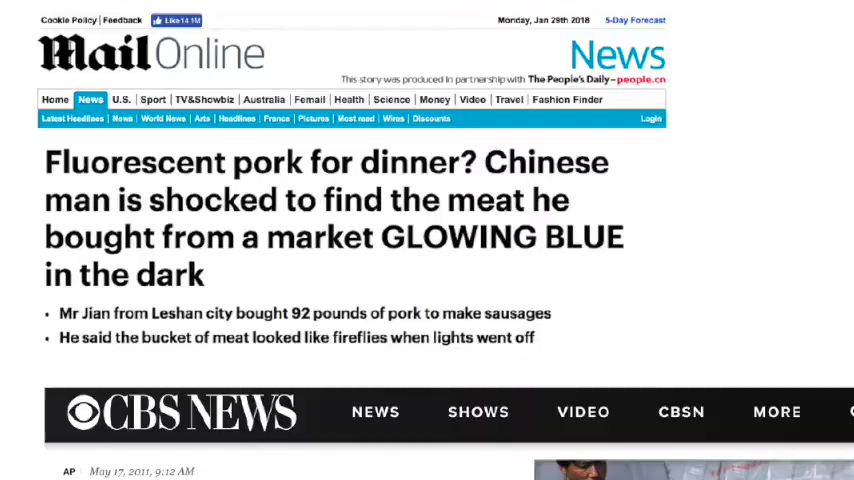 Cookie Policy | Feedback Like 14.1M Monday, Jan 29th 2018 5-Day Forecast
Mail Online News
This story was produced in partnership with The People's Daily – people.cn
Home News U.S. Sport TV&Showbiz Australia Femail Health Science Money Video Travel Fashion Finder
Latest Headlines News World News Arts Headlines France Pictures Most read Wires Discounts Login
Fluorescent pork for dinner? Chinese
man is shocked to find the meat he
bought from a market GLOWING BLUE
in the dark
• Mr Jian from Leshan city bought 92 pounds of pork to make sausages
• He said the bucket of meat looked like fireflies when lights went off
CBS NEWS NEWS SHOWS VIDEO CBSN MORE
AP May 17, 2011, 9:12 AM